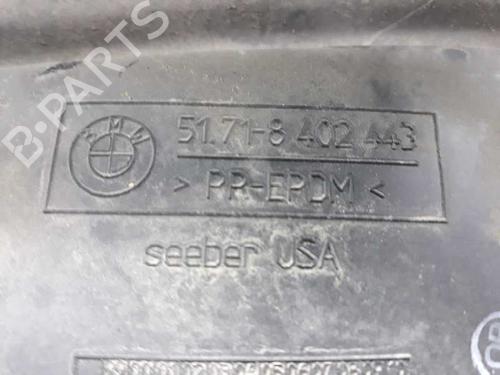 B-PARTS
BMW
51.71-8 402 443
> PP-EPDM <
seeber USA